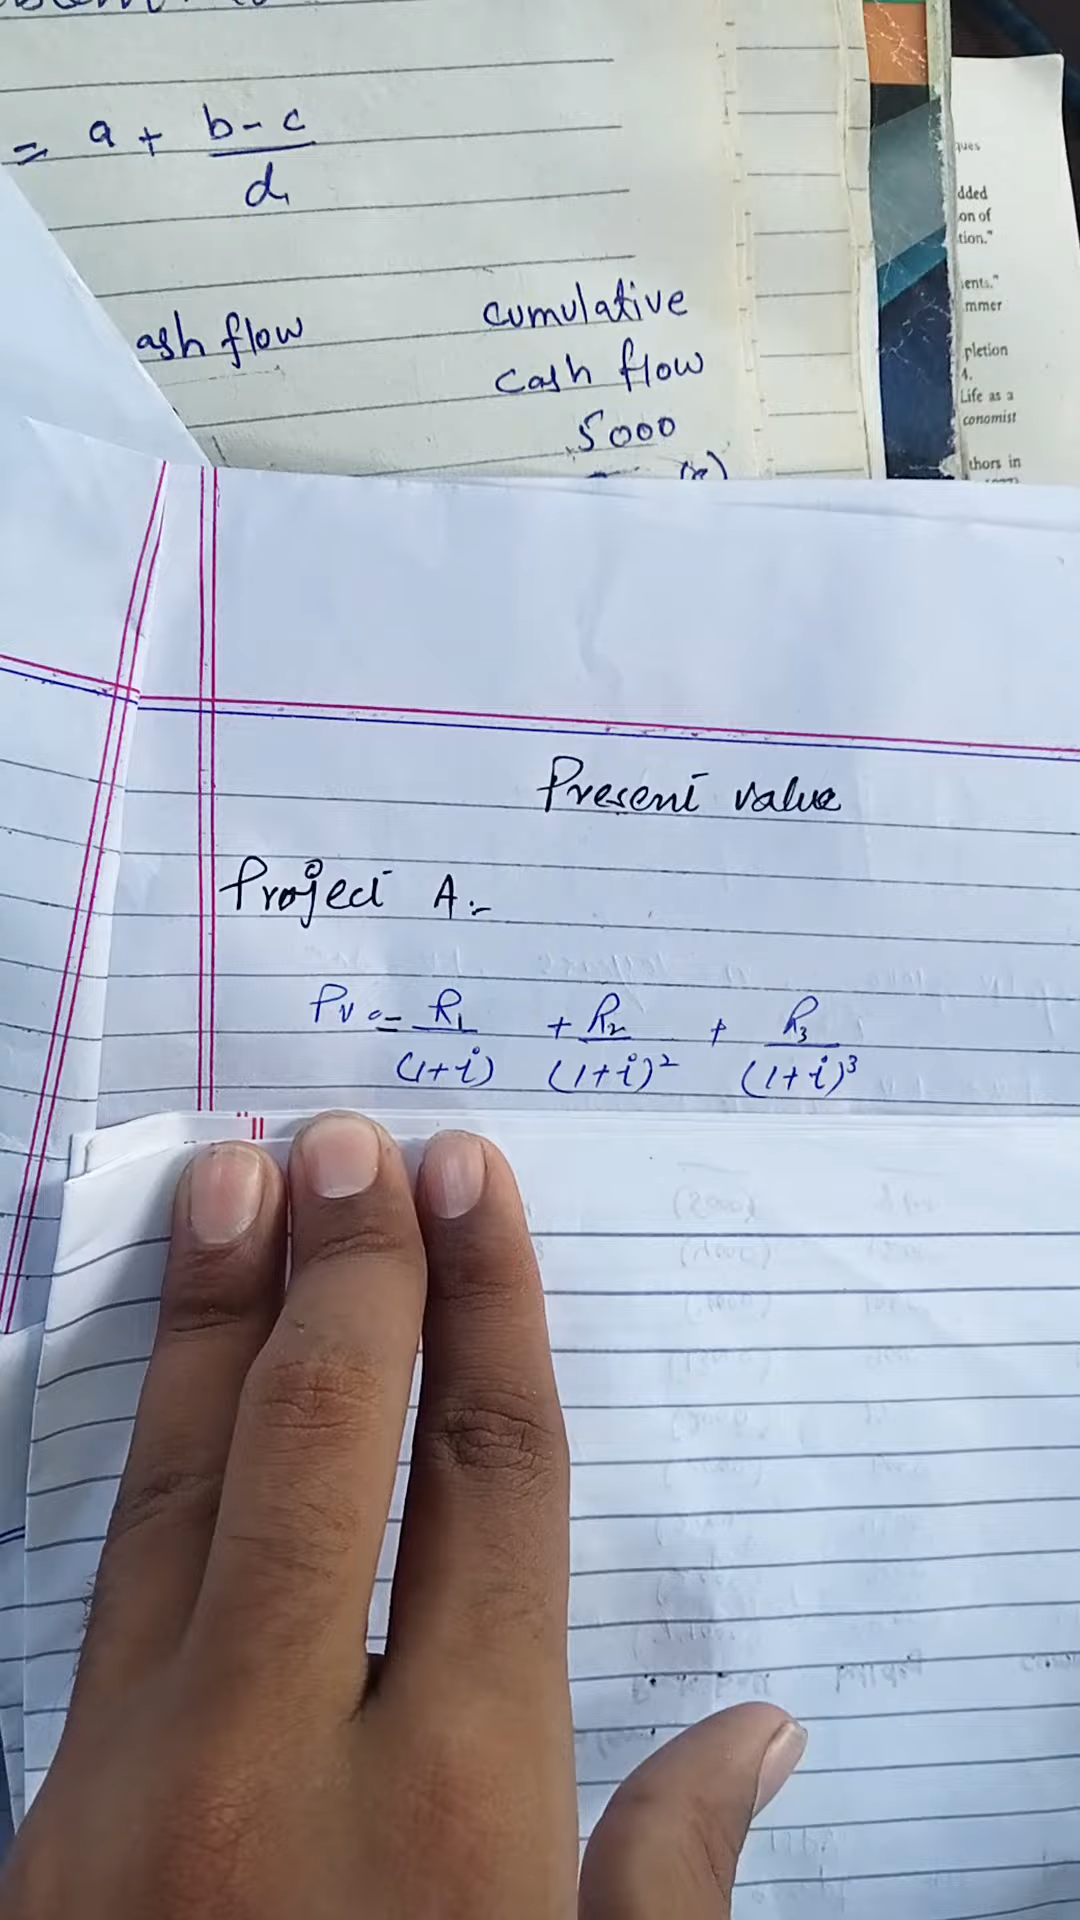 = a + b-c
d
ash flow cumulative
cash flow
5000
ques
dded
on of
tion."
ents."
mmer
pletion
4.
Life as a
conomist
thors in
Present value
Project A:-
PV = R1 + R2 + R3
(1+i) (1+i)² (1+i)³